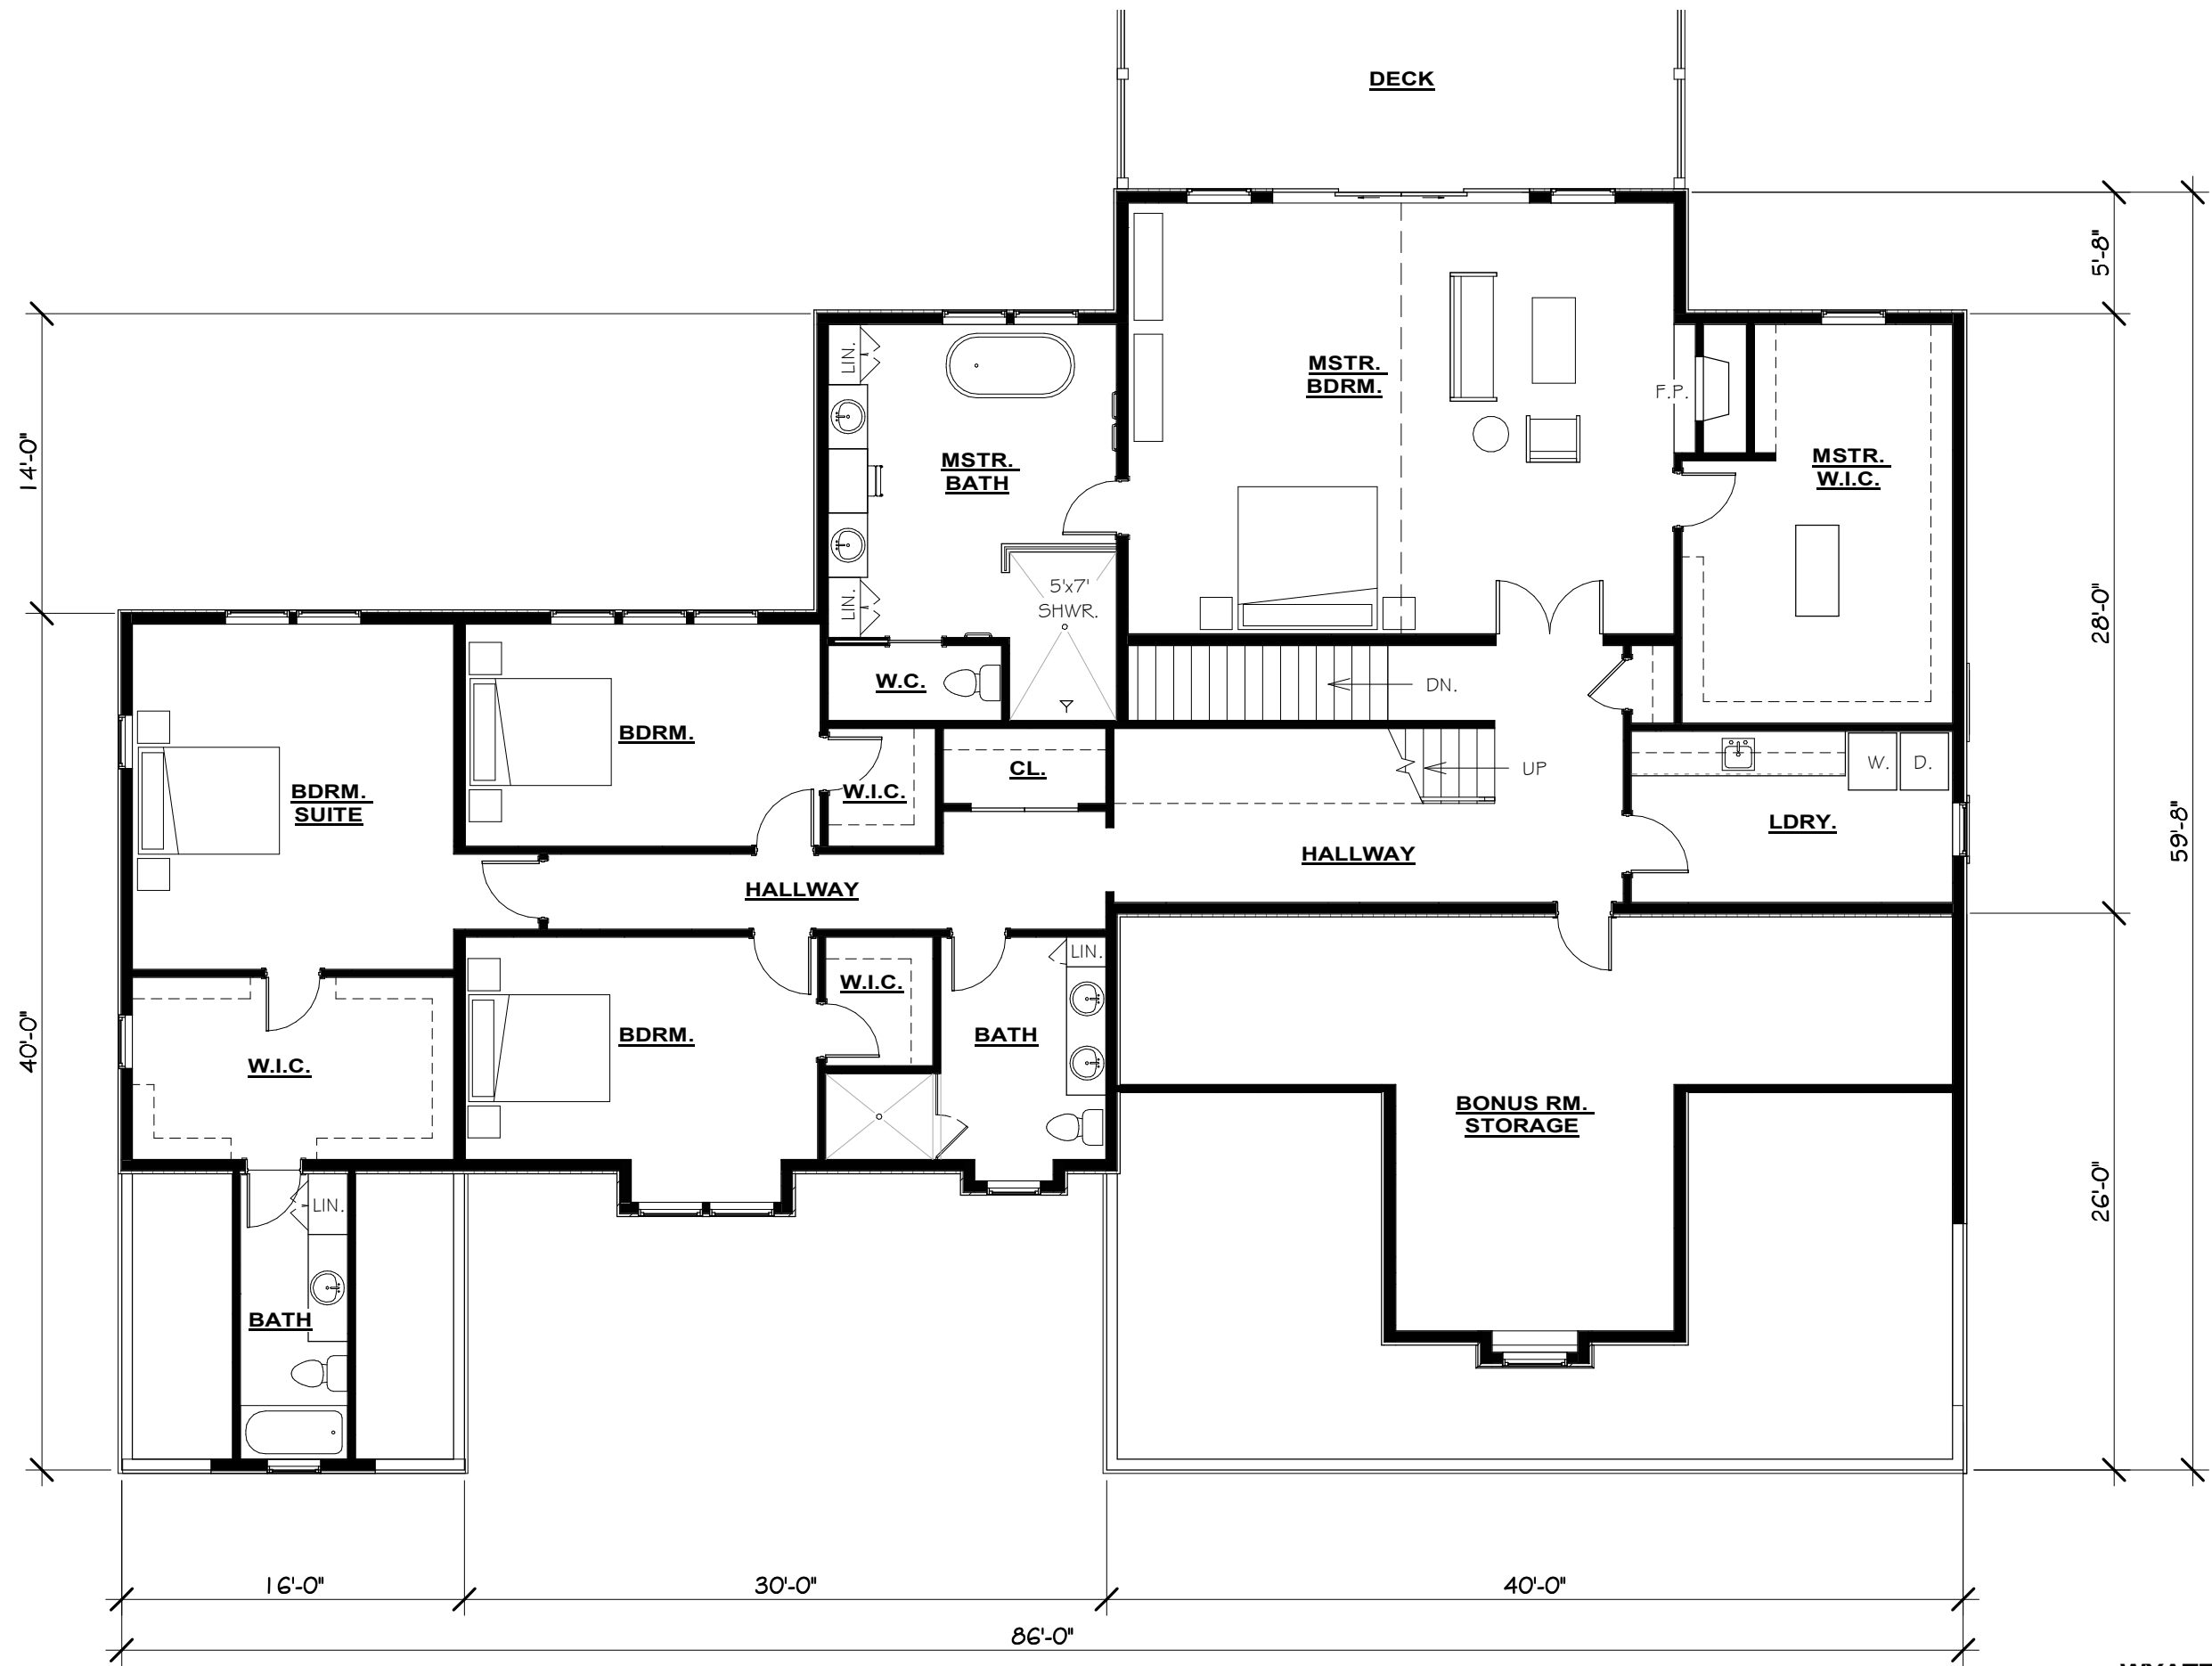 DECK
5'-8"
MSTR.
BDRM.
LIN.
F.P.
14'-0"
MSTR.
BATH
MSTR.
W.I.C.
28'-0"
5'x7'
SHWR.
LIN.
W.C.
DN.
BDRM.
CL.
UP
W.
D.
BDRM.
SUITE
W.I.C.
LDRY.
59'-8"
HALLWAY
HALLWAY
LIN.
W.I.C.
BDRM.
BATH
40'-0"
W.I.C.
BONUS RM.
STORAGE
26'-0"
LIN.
BATH
16'-0"
30'-0"
40'-0"
86'-0"